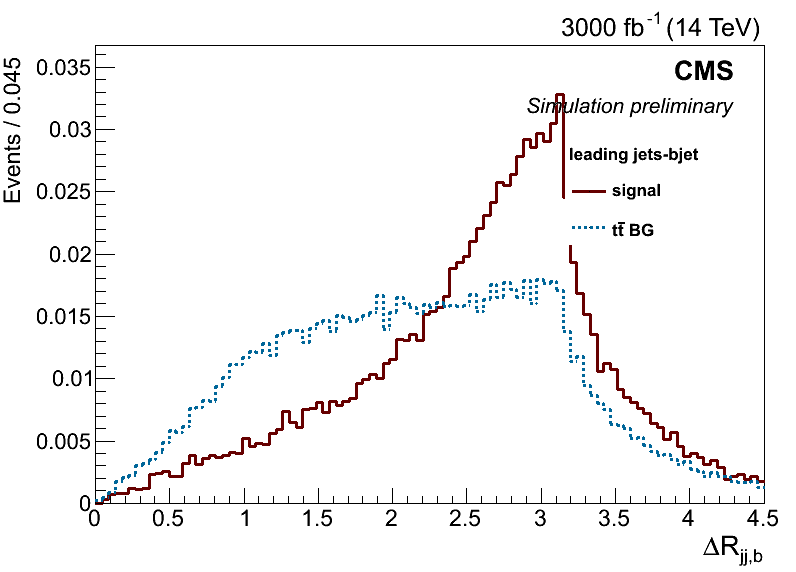 3000 fb⁻¹ (14 TeV)
CMS
Simulation preliminary
leading jets-bjet
signal
tt̄ BG
Events / 0.045
0.035
0.03
0.025
0.02
0.015
0.01
0.005
0
0 0.5 1 1.5 2 2.5 3 3.5 4 4.5
ΔR_jj,b